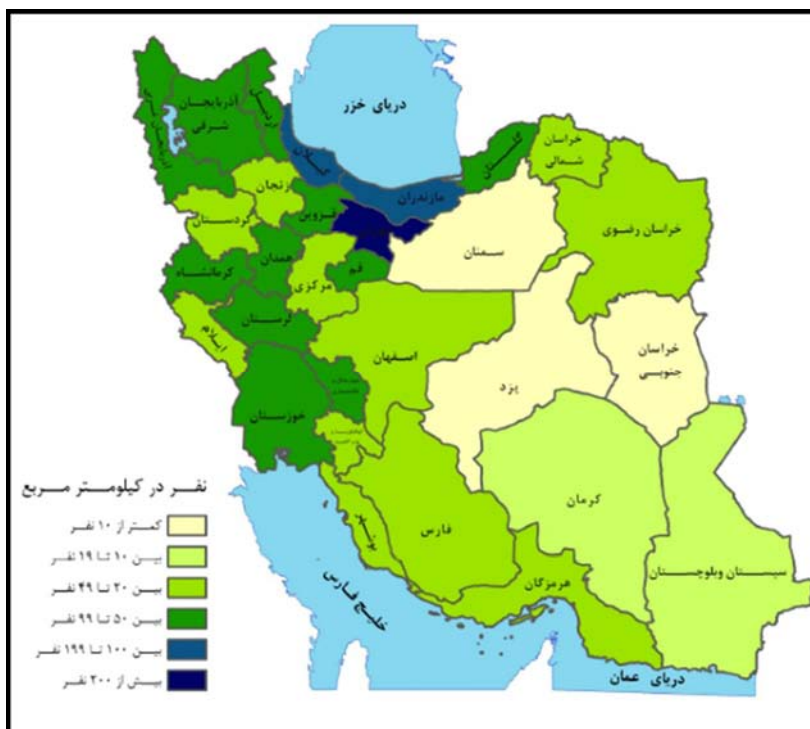 دریای خزر
آذربایجان
شرقی
اردبیل
گیلان
مازندران
گلستان
خراسان
شمالی
خراسان رضوی
زنجان
کردستان
قزوین
سمنان
همدان
کرمانشاه
مرکزی
قم
لرستان
ایلام
اصفهان
خراسان
جنوبی
یزد
خوزستان
کرمان
فارس
بوشهر
سیستان وبلوچستان
هرمزگان
خلیج فارس
دریای عمان
نفر در کیلومتر مربع
کمتر از ۱۰ نفر
بین ۱۰ تا ۱۹ نفر
بین ۲۰ تا ۴۹ نفر
بین ۵۰ تا ۹۹ نفر
بین ۱۰۰ تا ۱۹۹ نفر
بیش از ۲۰۰ نفر